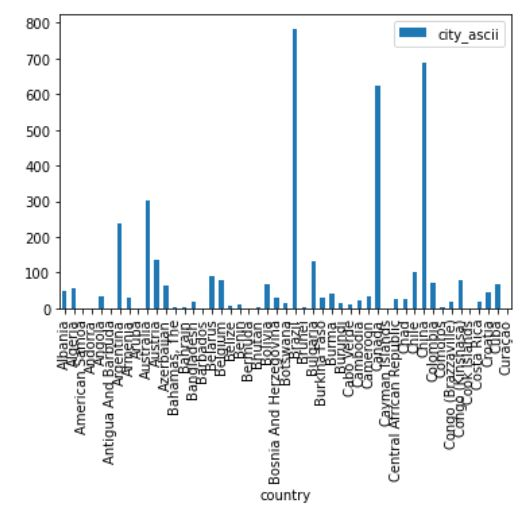 800
700
600
500
400
300
200
100
0
city_ascii
Albania
Algeria
American Samoa
Andorra
Angola
Antigua And Barbuda
Argentina
Armenia
Aruba
Australia
Austria
Azerbaijan
Bahamas, The
Bahrain
Bangladesh
Barbados
Belarus
Belgium
Belize
Benin
Bermuda
Bhutan
Bolivia
Bosnia And Herzegovina
Botswana
Brazil
Brunei
Bulgaria
Burkina Faso
Burma
Burundi
Cabo Verde
Cambodia
Cameroon
Canada
Cayman Islands
Central African Republic
Chad
Chile
China
Colombia
Comoros
Congo (Brazzaville)
Congo (Kinshasa)
Cook Islands
Costa Rica
Croatia
Cuba
Curaçao
country